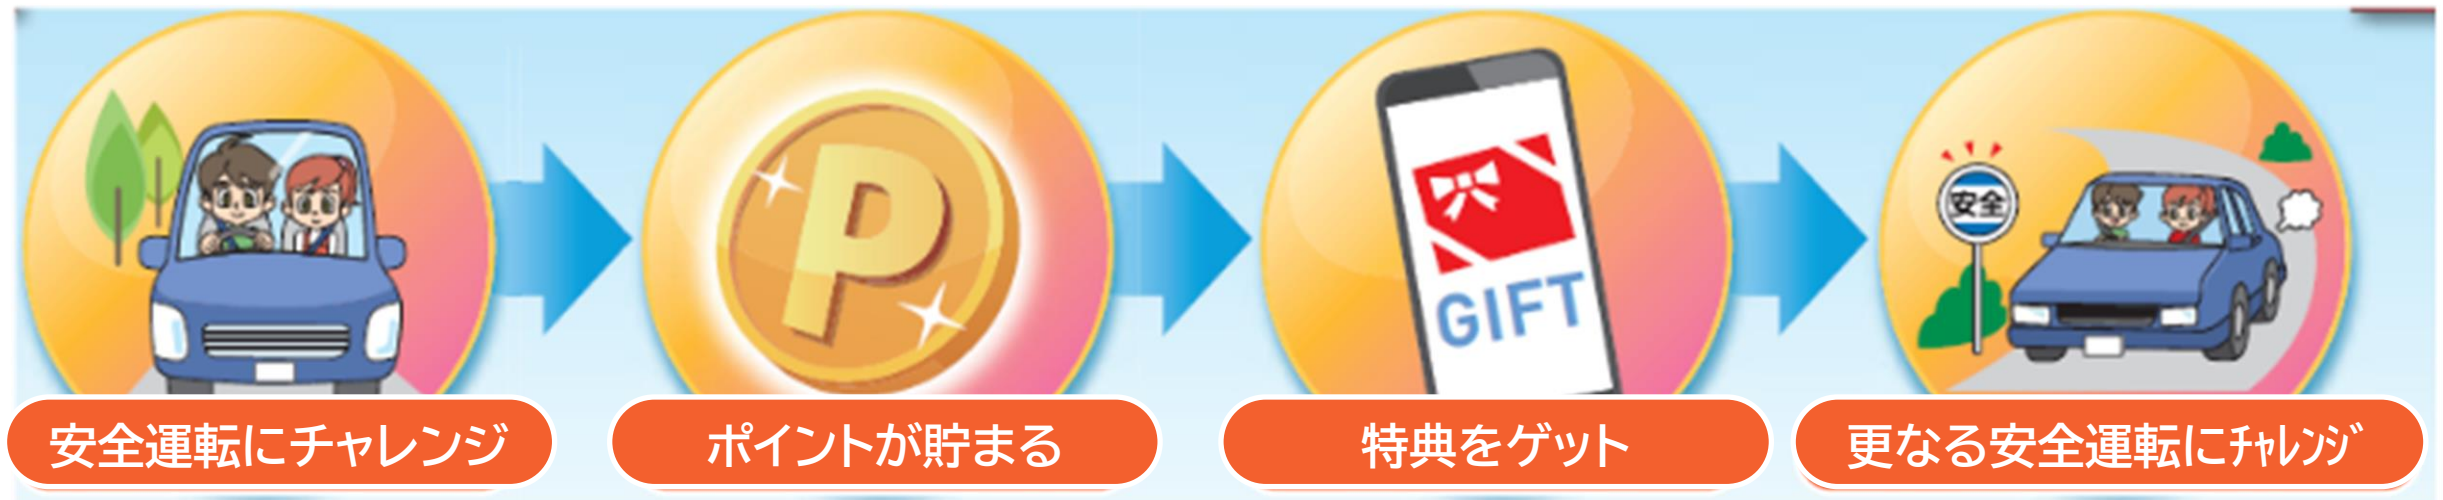 P
GIFT
安全
安全運転にチャレンジ
ポイントが貯まる
特典をゲット
更なる安全運転にﾁｬﾚﾝｼﾞ